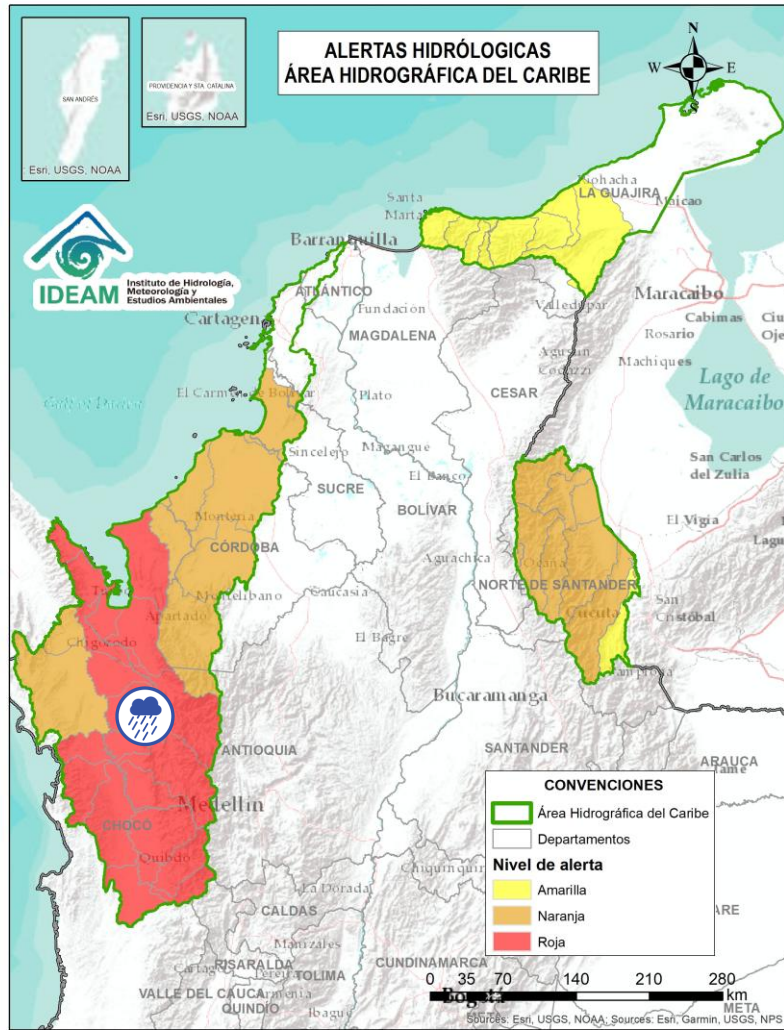 ALERTAS HIDRÓLOGICAS
ÁREA HIDROGRÁFICA DEL CARIBE
N
W
E
S
SAN ANDRÉS
PROVIDENCIA Y STA. CATALINA
Esri, USGS, NOAA
: Esri, USGS, NOAA
IDEAM
Instituto de Hidrología,
Meteorología y
Estudios Ambientales
Santa
Marta
Riohacha
LA GUAJIRA
Maicao
Barranquilla
ATLÁNTICO
Fundación
Valledupar
Maracaibo
Cabimas
Rosario
Machiques
Lago de
Maracaibo
MAGDALENA
CESAR
El Carmen de Bolívar
Plato
San Carlos
del Zulia
Sincelejo
Magangue
SUCRE
El Banco
BOLÍVAR
El Vigía
Montería
CÓRDOBA
Aguachica
Ocaña
NORTE DE SANTANDER
Montelíbano
Caucasia
Cúcuta
San
Cristóbal
Apartado
El Bagre
Bucaramanga
ANTIOQUIA
SANTANDER
ARAUCA
Medellín
CHOCÓ
Quibdó
La Dorada
CALDAS
Manizales
RISARALDA
TOLIMA
CUNDINAMARCA
VALLE DEL CAUCA
QUINDÍO
Ibagué
Bogotá
META
META
CONVENCIONES
Área Hidrográfica del Caribe
Departamentos
Nivel de alerta
Amarilla
Naranja
Roja
0 35 70 140 210 280
km
Sources: Esri, USGS, NOAA; Sources: Esri, Garmin, USGS, NPS